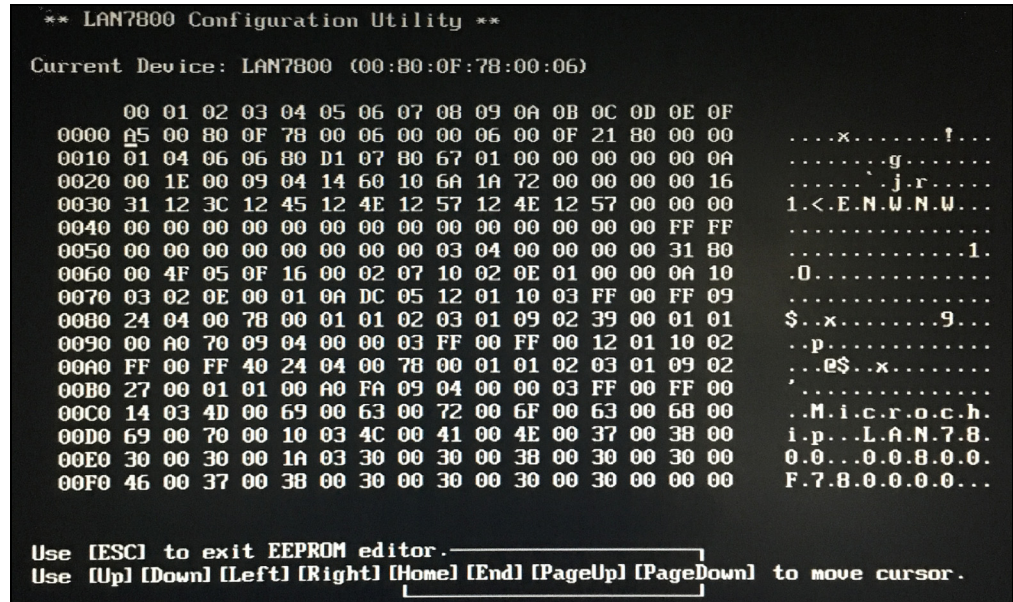 ** LAN7800 Configuration Utility **
Current Device: LAN7800 (00:80:0F:78:00:06)
00 01 02 03 04 05 06 07 08 09 0A 0B 0C 0D 0E 0F
0000 A5 00 80 0F 78 00 06 00 00 06 00 0F 21 80 00 00 ....x.......!...
0010 01 04 06 06 80 D1 07 80 67 01 00 00 00 00 00 0A ........g.......
0020 00 1E 00 09 04 14 60 10 6A 1A 72 00 00 00 00 16 ......`.j.r.....
0030 31 12 3C 12 45 12 4E 12 57 12 4E 12 57 00 00 00 1.<.E.N.W.N.W...
0040 00 00 00 00 00 00 00 00 00 00 00 00 00 00 FF FF ................
0050 00 00 00 00 00 00 00 00 03 04 00 00 00 00 31 80 ..............1.
0060 00 4F 05 0F 16 00 02 07 10 02 0E 01 00 00 0A 10 .O..............
0070 03 02 0E 00 01 0A DC 05 12 01 10 03 FF 00 FF 09 ................
0080 24 04 00 78 00 01 01 02 03 01 09 02 39 00 01 01 $..x........9...
0090 00 A0 70 09 04 00 00 03 FF 00 FF 00 12 01 10 02 ..p.............
00A0 FF 00 FF 40 24 04 00 78 00 01 01 02 03 01 09 02 ...@$..x........
00B0 27 00 01 01 00 A0 FA 09 04 00 00 03 FF 00 FF 00 '...............
00C0 14 03 4D 00 69 00 63 00 72 00 6F 00 63 00 68 00 ..M.i.c.r.o.c.h.
00D0 69 00 70 00 10 03 4C 00 41 00 4E 00 37 00 38 00 i.p...L.A.N.7.8.
00E0 30 00 30 00 1A 03 30 00 30 00 38 00 30 00 30 00 0.0...0.0.8.0.0.
00F0 46 00 37 00 38 00 30 00 30 00 30 00 30 00 00 00 F.7.8.0.0.0.0...
Use [ESC] to exit EEPROM editor.
Use [Up][Down][Left][Right][Home][End][PageUp][PageDown] to move cursor.